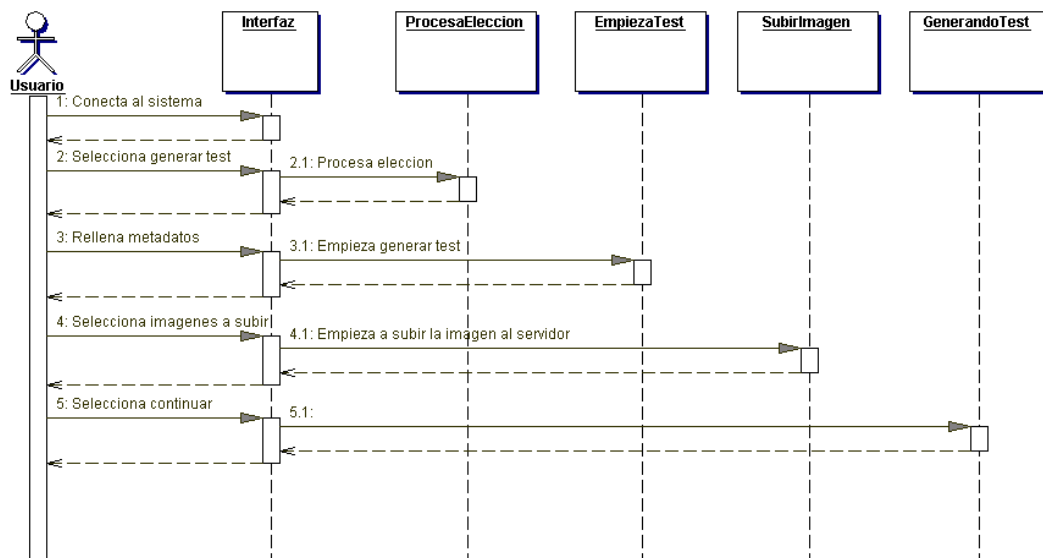 Interfaz
ProcesaEleccion
EmpiezaTest
SubirImagen
GenerandoTest
Usuario
1: Conecta al sistema
2: Selecciona generar test
2.1: Procesa eleccion
3: Rellena metadatos
3.1: Empieza generar test
4: Selecciona imagenes a subir
4.1: Empieza a subir la imagen al servidor
5: Selecciona continuar
5.1: